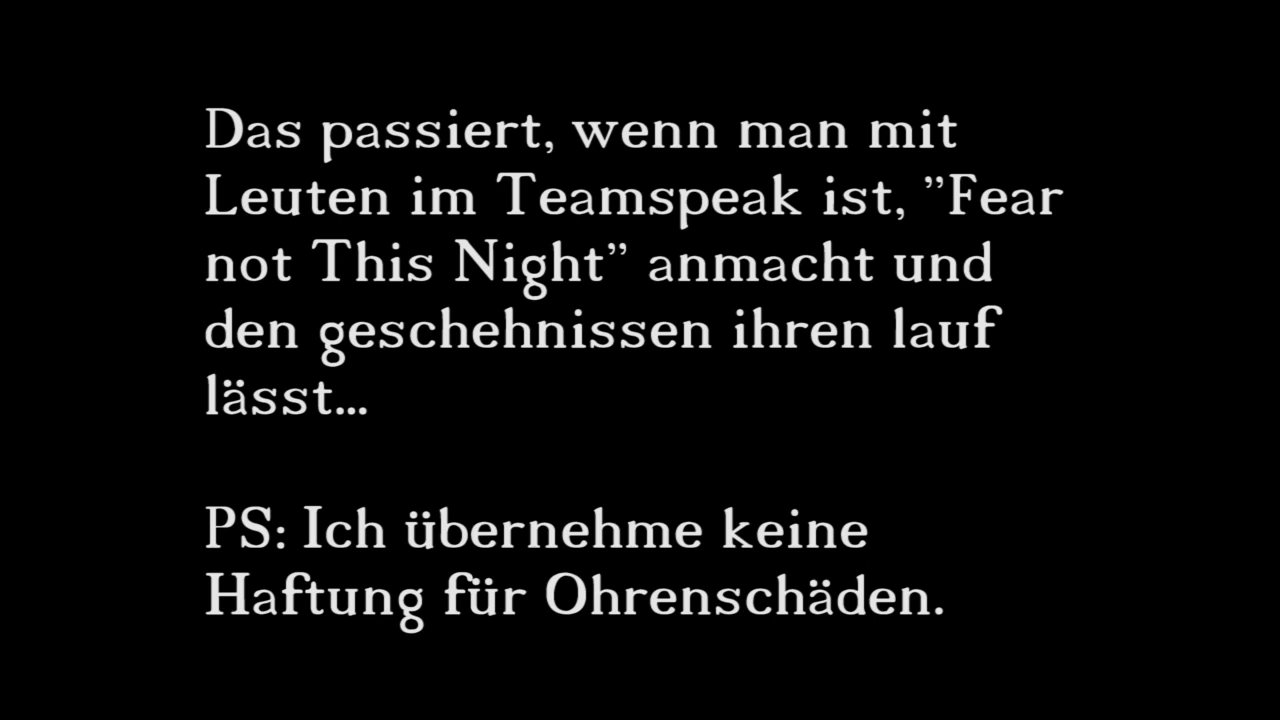 Das passiert, wenn man mit
Leuten im Teamspeak ist, ”Fear
not This Night” anmacht und
den geschehnissen ihren lauf
lässt...
PS: Ich übernehme keine
Haftung für Ohrenschäden.